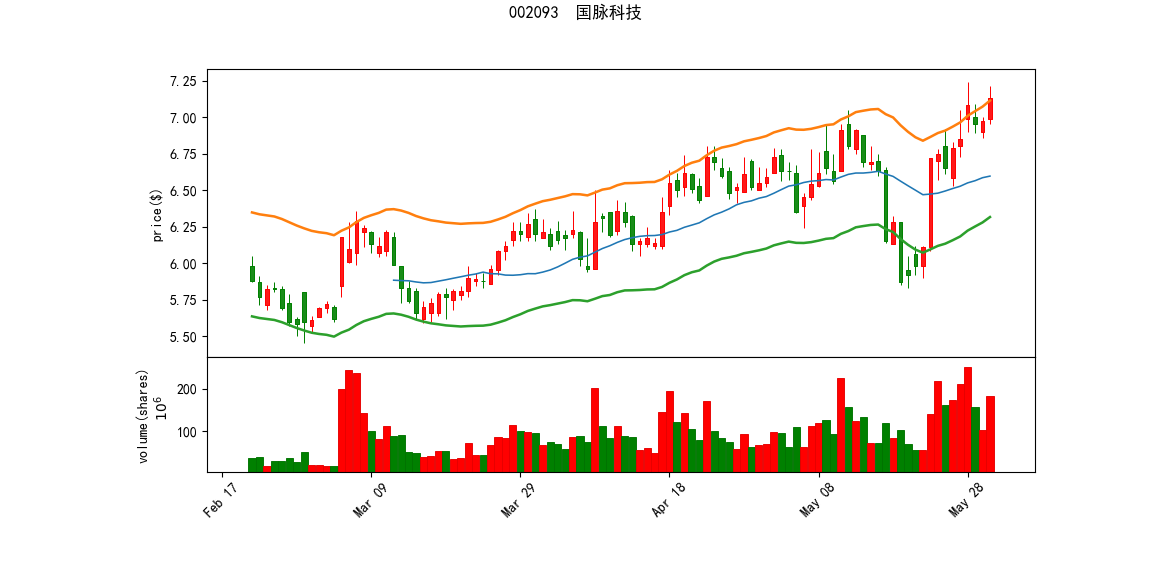 002093 国脉科技
7.25
7.00
6.75
6.50
6.25
6.00
5.75
5.50
price($)
200
100
volume(shares)
10^6
Feb 17
Mar 09
Mar 29
Apr 18
May 08
May 28